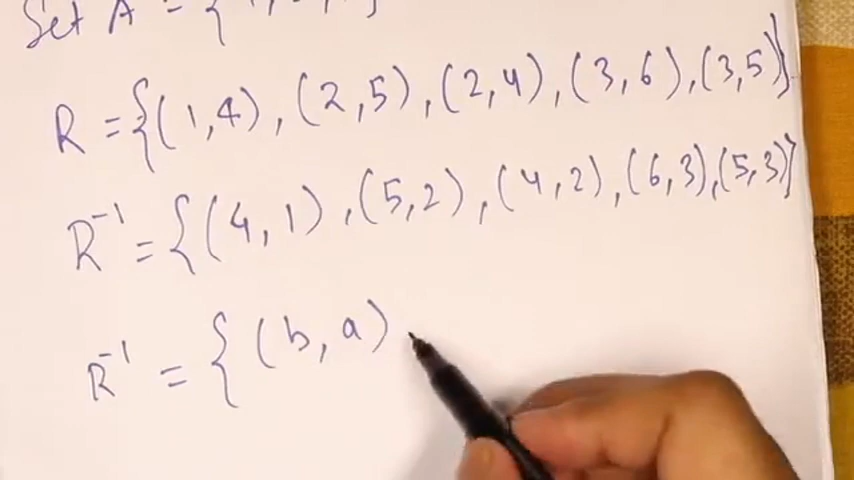 Set A = {
R = {(1,4), (2,5), (2,4), (3,6), (3,5)}
R⁻¹ = {(4,1), (5,2), (4,2), (6,3), (5,3)}
R⁻¹ = { (b, a)